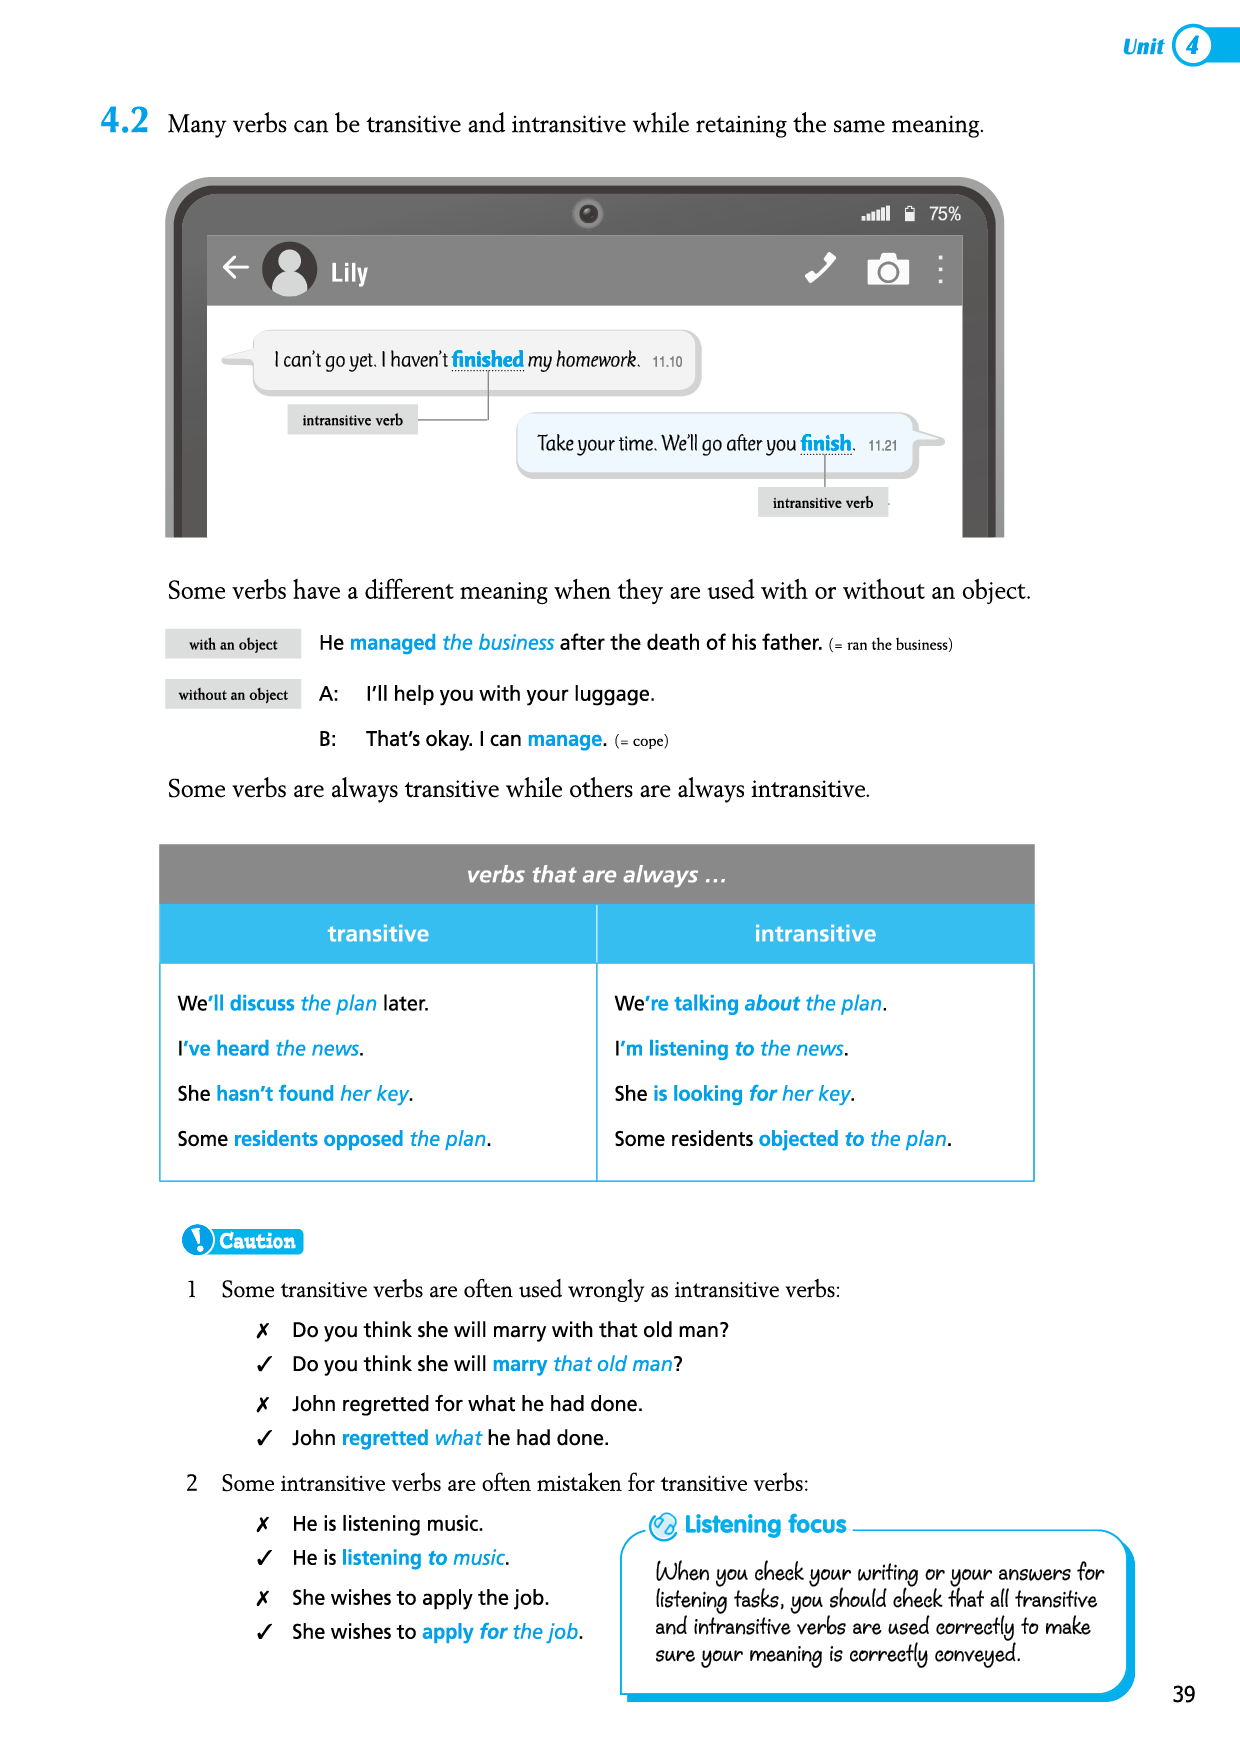 Unit 4
4.2 Many verbs can be transitive and intransitive while retaining the same meaning.
75%
Lily
I can't go yet. I haven't finished my homework. 11.10
intransitive verb
Take your time. We'll go after you finish. 11.21
intransitive verb
Some verbs have a different meaning when they are used with or without an object.
with an object He managed the business after the death of his father. (= ran the business)
without an object A: I'll help you with your luggage.
B: That's okay. I can manage. (= cope)
Some verbs are always transitive while others are always intransitive.
verbs that are always ...
transitive intransitive
We'll discuss the plan later. We're talking about the plan.
I've heard the news. I'm listening to the news.
She hasn't found her key. She is looking for her key.
Some residents opposed the plan. Some residents objected to the plan.
! Caution
1 Some transitive verbs are often used wrongly as intransitive verbs:
✗ Do you think she will marry with that old man?
✓ Do you think she will marry that old man?
✗ John regretted for what he had done.
✓ John regretted what he had done.
2 Some intransitive verbs are often mistaken for transitive verbs:
✗ He is listening music.
✓ He is listening to music.
✗ She wishes to apply the job.
✓ She wishes to apply for the job.
Listening focus
When you check your writing or your answers for
listening tasks, you should check that all transitive
and intransitive verbs are used correctly to make
sure your meaning is correctly conveyed.
39